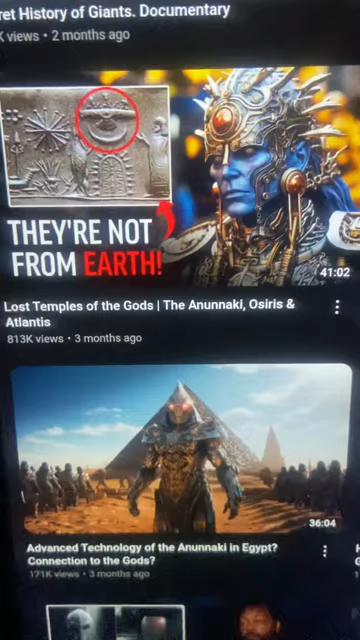 ret History of Giants. Documentary
K views • 2 months ago
THEY'RE NOT
FROM EARTH!
41:02
Lost Temples of the Gods | The Anunnaki, Osiris &
Atlantis
813K views • 3 months ago
36:04
Advanced Technology of the Anunnaki in Egypt?
Connection to the Gods?
171K views • 3 months ago